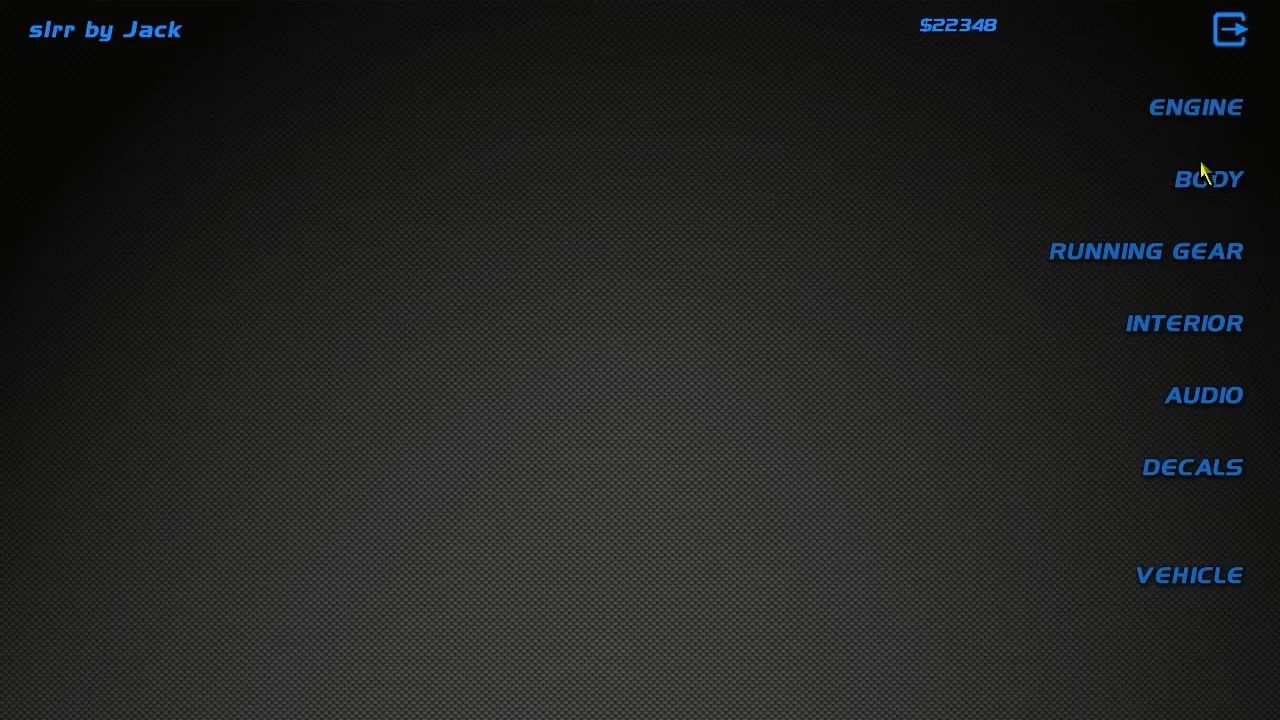 slrr by Jack
$22348
ENGINE
BODY
RUNNING GEAR
INTERIOR
AUDIO
DECALS
VEHICLE